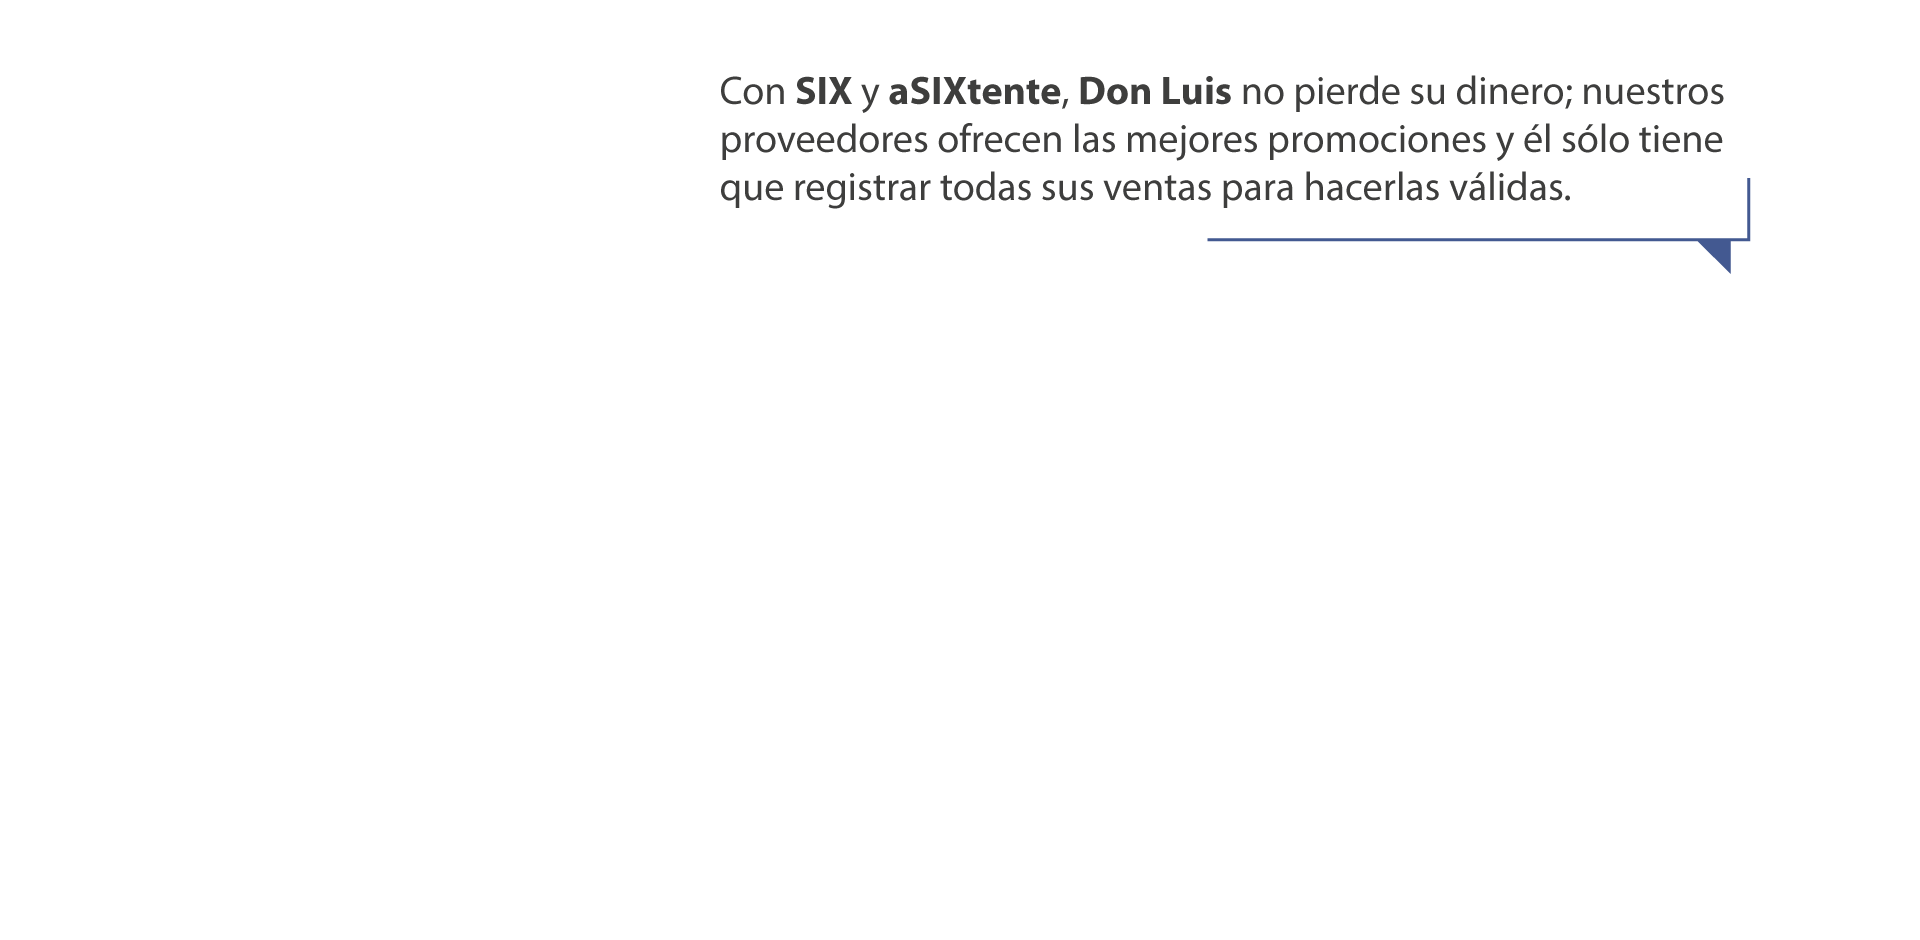 Con SIX y aSIXtente, Don Luis no pierde su dinero; nuestros
proveedores ofrecen las mejores promociones y él sólo tiene
que registrar todas sus ventas para hacerlas válidas.